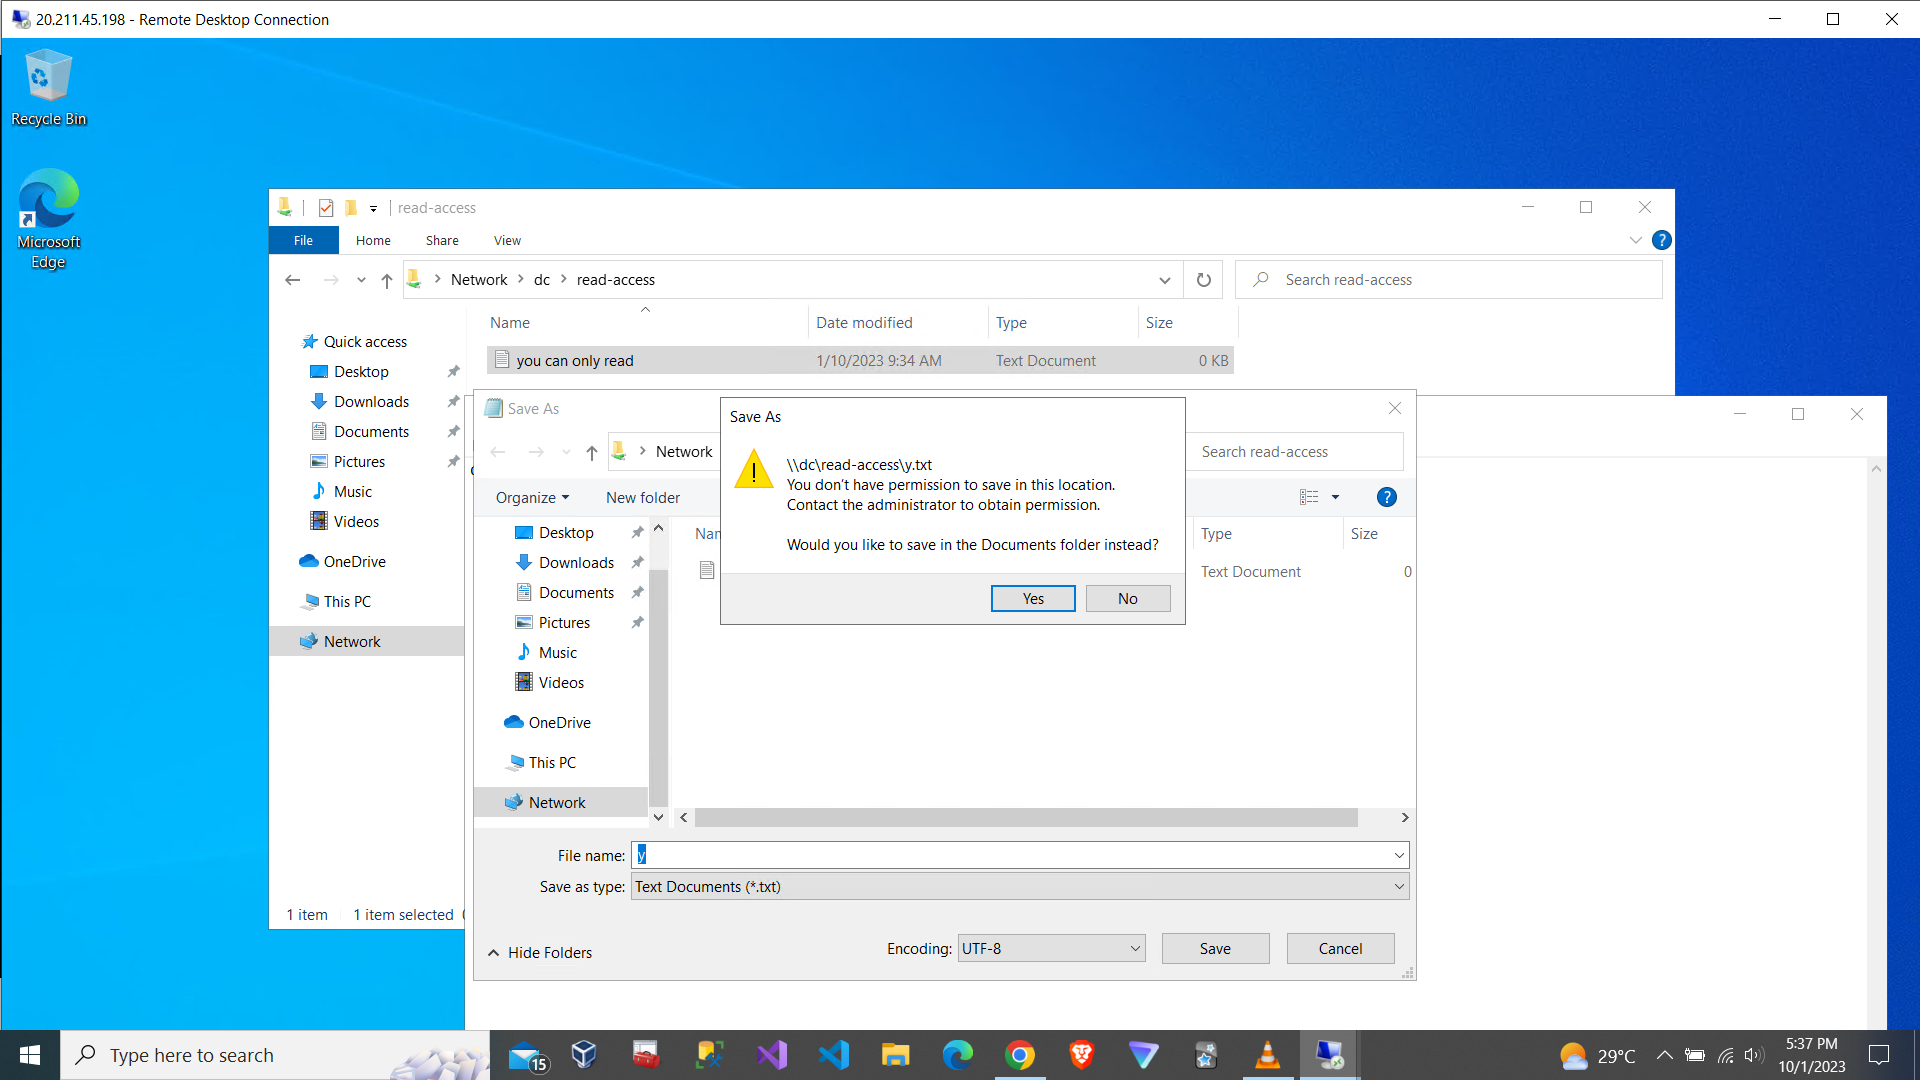 20.211.45.198 - Remote Desktop Connection
Recycle Bin
Microsoft
Edge
read-access
File
Home
Share
View
Network
dc
read-access
Search read-access
Name
Date modified
Type
Size
you can only read
1/10/2023 9:34 AM
Text Document
0 KB
Quick access
Desktop
Downloads
Documents
Pictures
Music
Videos
OneDrive
This PC
Network
1 item
1 item selected
Save As
Network
Search read-access
Organize
New folder
Type
Size
Text Document
0
Desktop
Downloads
Documents
Pictures
Music
Videos
OneDrive
This PC
Network
Save As
\\dc\read-access\y.txt
You don't have permission to save in this location.
Contact the administrator to obtain permission.
Would you like to save in the Documents folder instead?
Yes
No
File name:
y
Save as type:
Text Documents (*.txt)
Hide Folders
Encoding:
UTF-8
Save
Cancel
Type here to search
15
29°C
5:37 PM
10/1/2023